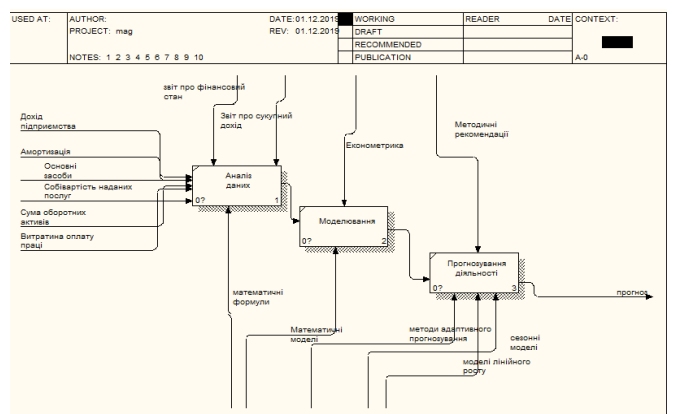 USED AT:
AUTHOR:
DATE: 01.12.2019
WORKING
READER
DATE
CONTEXT:
PROJECT: mag
REV: 01.12.2019
DRAFT
RECOMMENDED
NOTES: 1 2 3 4 5 6 7 8 9 10
PUBLICATION
A-0
звіт про фінансовий
стан
Звіт про сукупний
дохід
Економетрика
Методичні
рекомендації
Дохід
підприємства
Амортизація
Основні
засоби
Собівартість наданих
послуг
Сума оборотних
активів
Витратина оплату
праці
Аналіз
даних
0? 1
Моделювання
0? 2
Прогнозування
діяльності
0? 3
прогноз
математичні
формули
Математичні
моделі
методи адаптивного
прогнозування
сезонні
моделі
моделі лінійного
росту